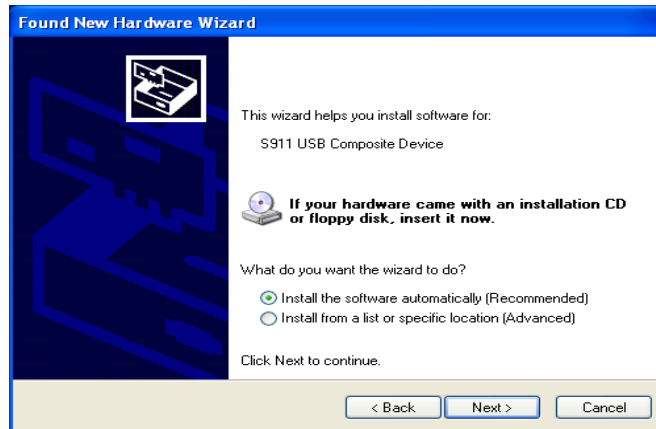 Found New Hardware Wizard
This wizard helps you install software for:
S911 USB Composite Device
If your hardware came with an installation CD
or floppy disk, insert it now.
What do you want the wizard to do?
Install the software automatically (Recommended)
Install from a list or specific location (Advanced)
Click Next to continue.
< Back
Next >
Cancel